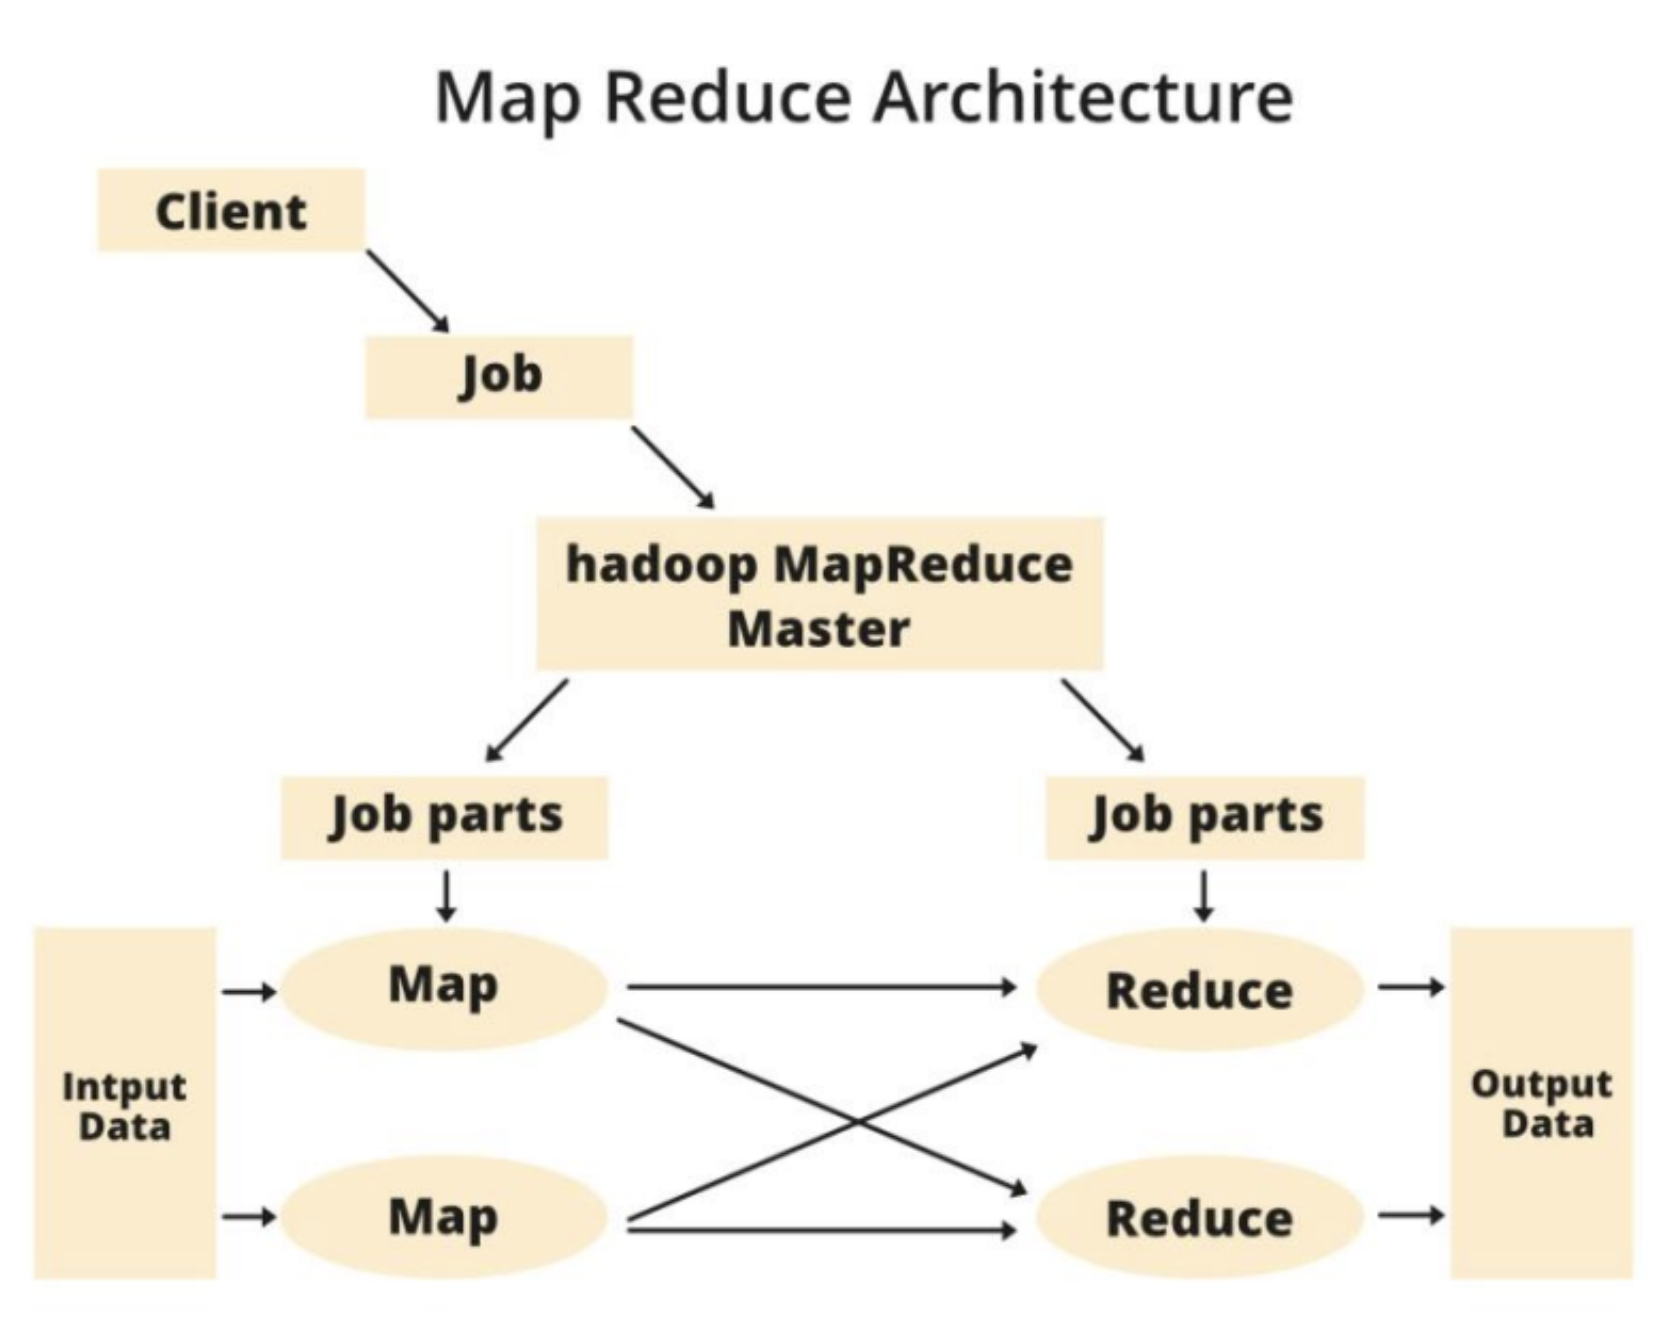 Map Reduce Architecture
Client
Job
hadoop MapReduce
Master
Job parts
Job parts
Map
Reduce
Intput
Data
Output
Data
Map
Reduce